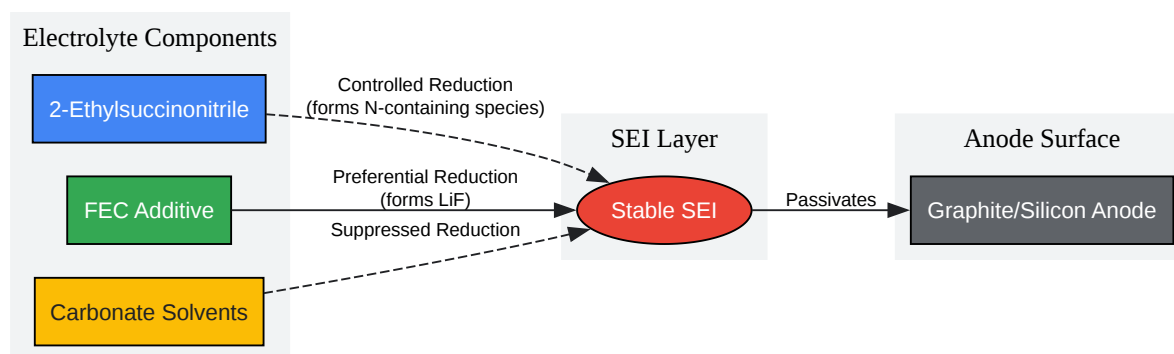 Electrolyte Components
2-Ethylsuccinonitrile
FEC Additive
Carbonate Solvents
Controlled Reduction
(forms N-containing species)
Preferential Reduction
(forms LiF)
Suppressed Reduction
SEI Layer
Stable SEI
Passivates
Anode Surface
Graphite/Silicon Anode